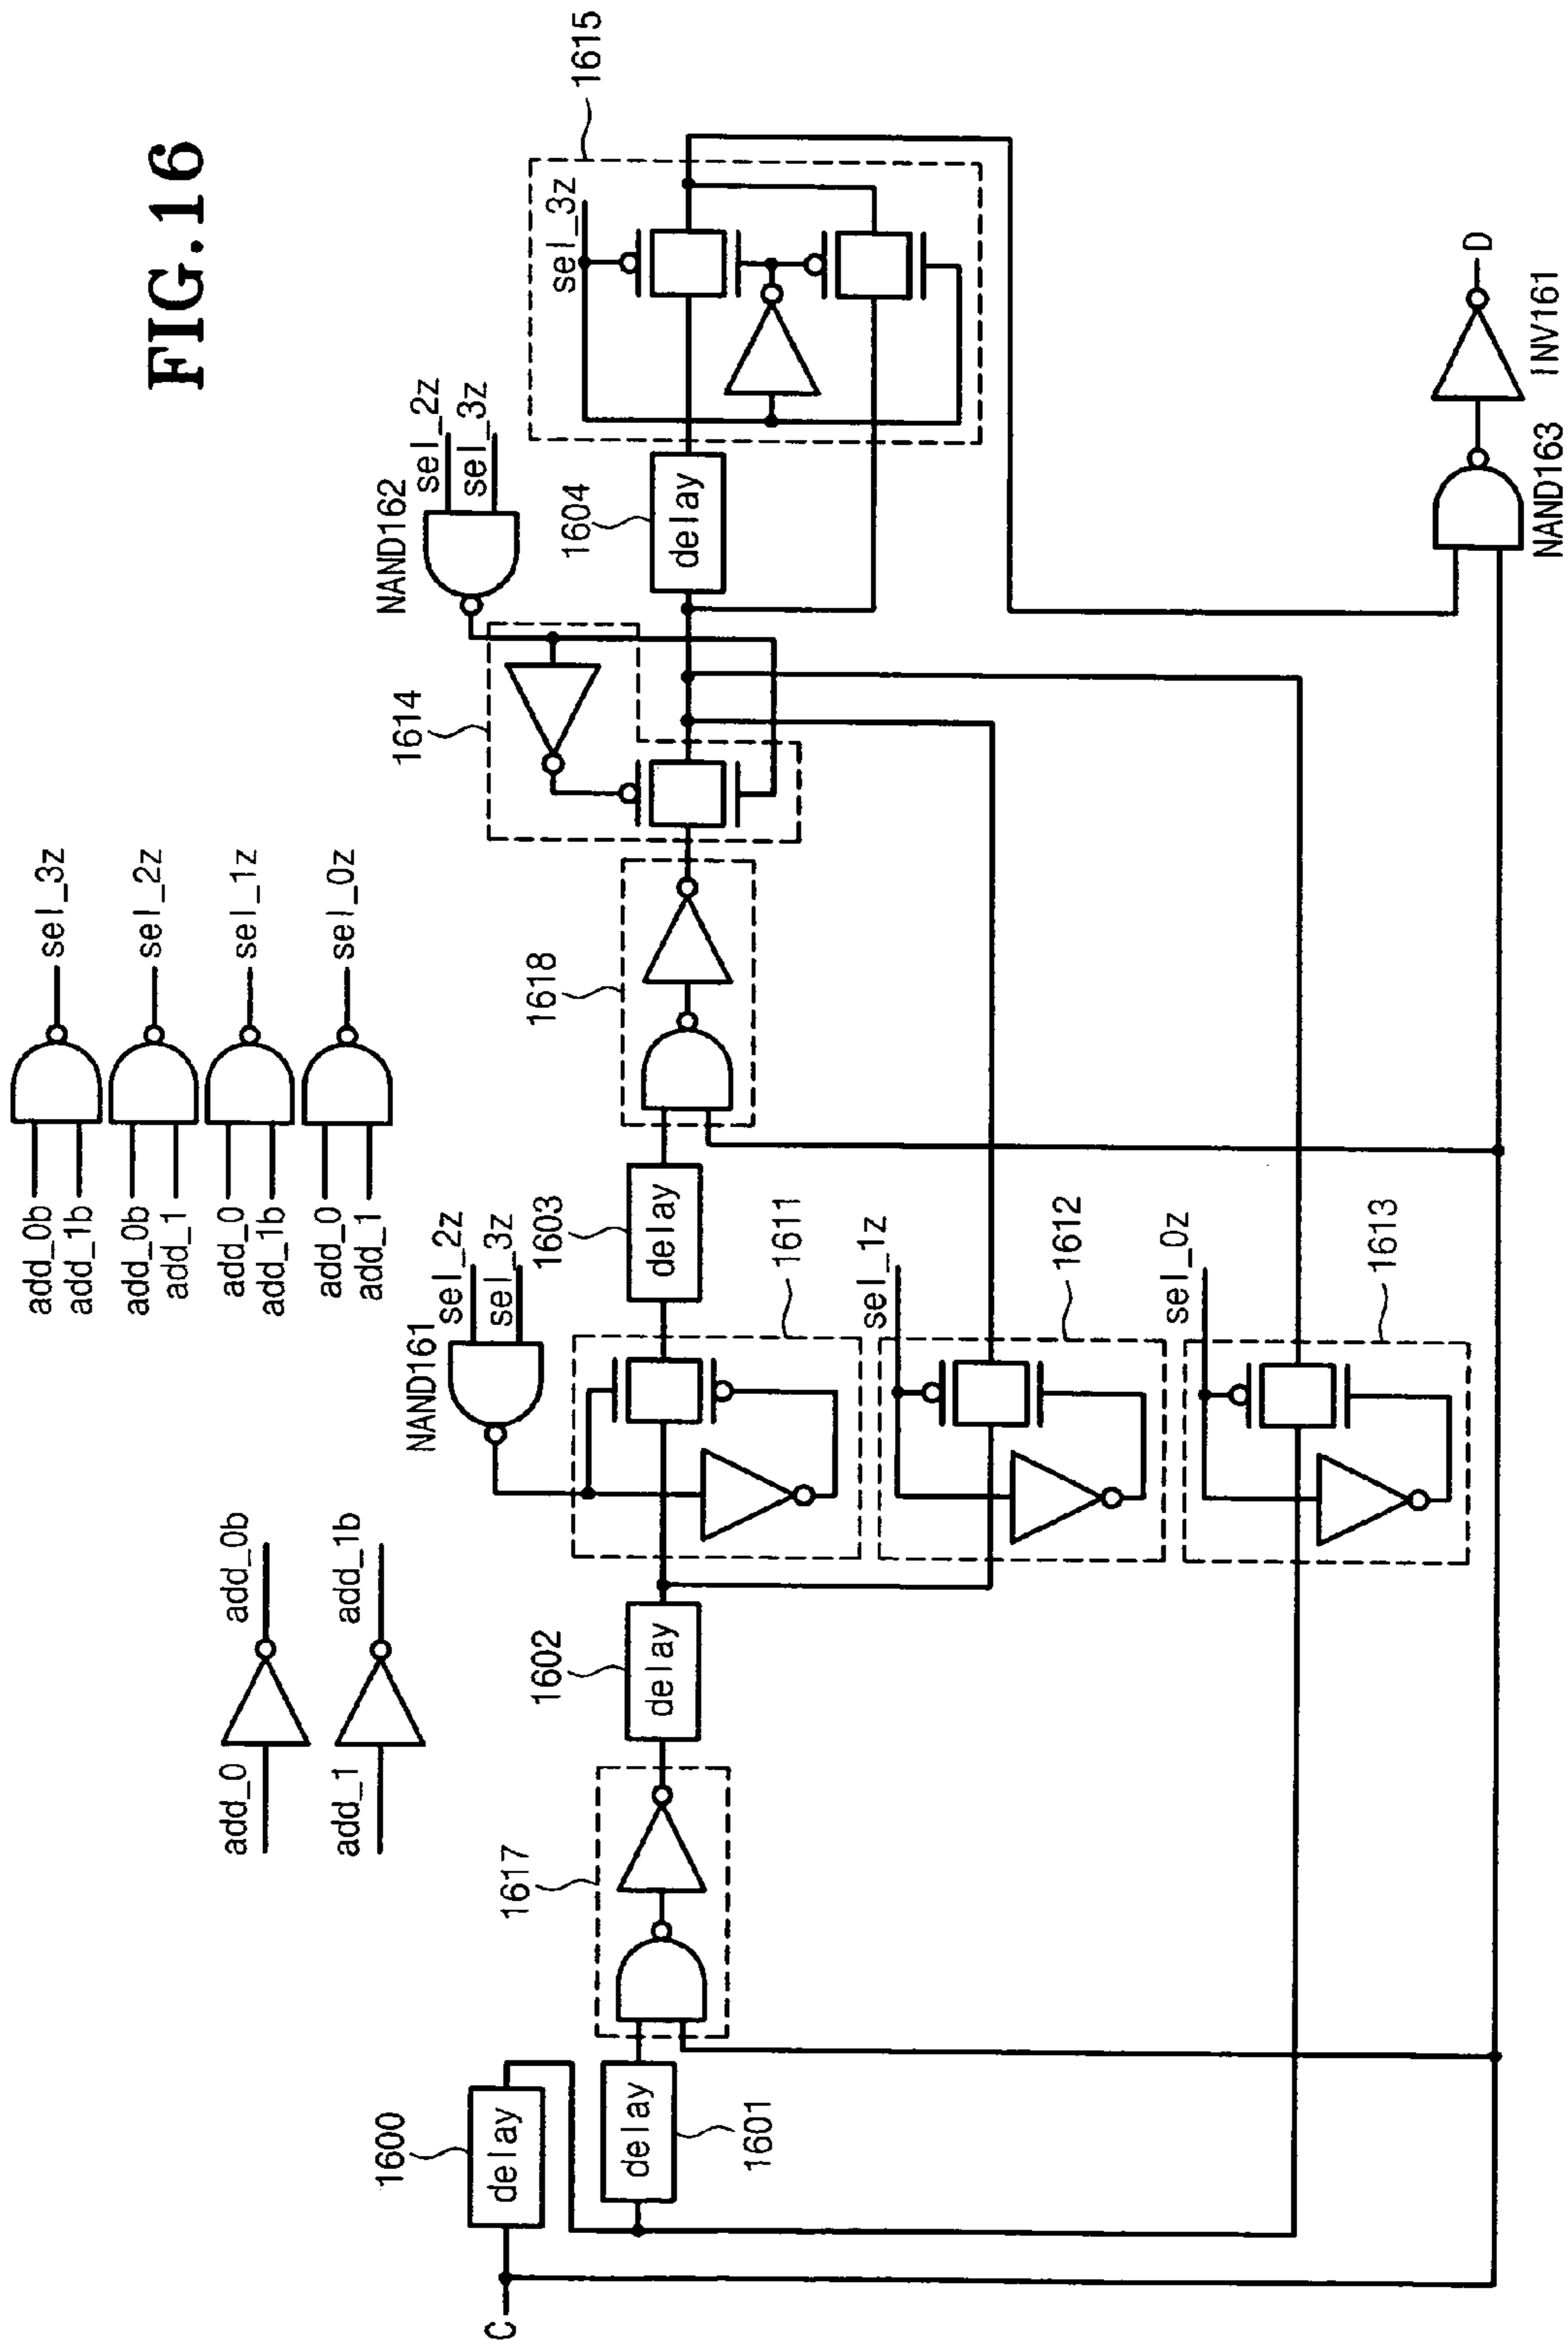 FIG.16
add_0
add_0b
add_1
add_1b
add_0b
add_1b
sel_3z
add_0b
add_1
sel_2z
add_0
add_1b
sel_1z
add_0
add_1
sel_0z
C
1600
delay
delay
1601
1617
1602
delay
NAND161
sel_2z
sel_3z
1603
delay
1611
sel_1z
1612
sel_0z
1613
1618
1614
NAND162
sel_2z
sel_3z
1604
delay
sel_3z
1615
NAND163
INV161
D